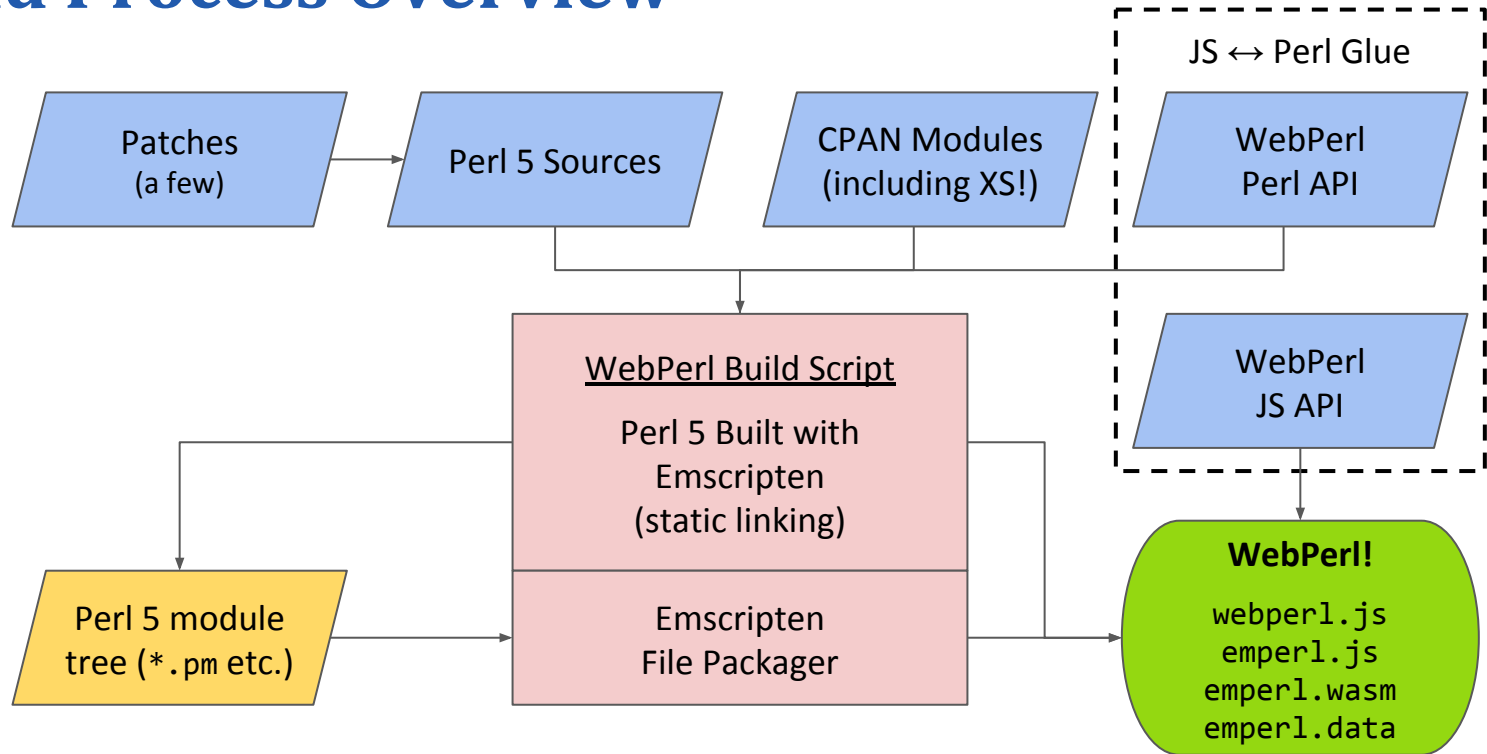 Process Overview
JS ↔ Perl Glue
Patches
(a few)
Perl 5 Sources
CPAN Modules
(including XS!)
WebPerl
Perl API
WebPerl Build Script
Perl 5 Built with
Emscripten
(static linking)
WebPerl
JS API
Perl 5 module
tree (*.pm etc.)
Emscripten
File Packager
WebPerl!
webperl.js
emperl.js
emperl.wasm
emperl.data